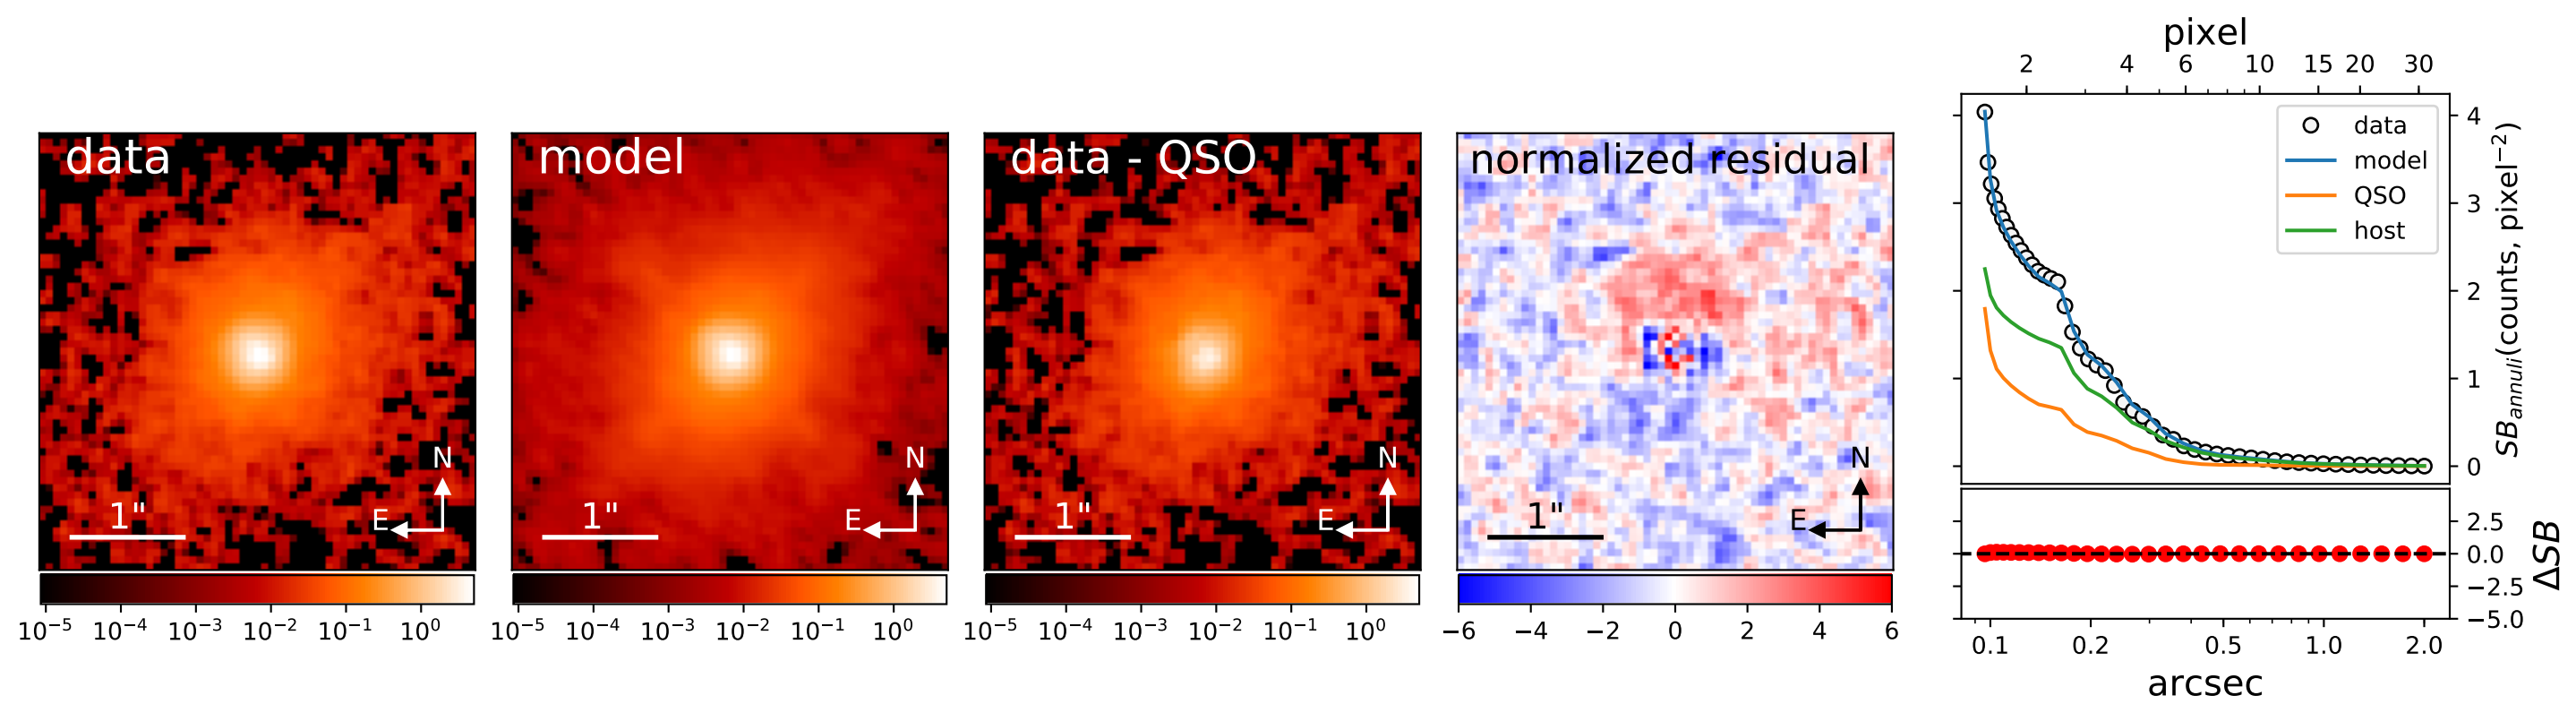 data
N
E
1"
10⁻⁵ 10⁻⁴ 10⁻³ 10⁻² 10⁻¹ 10⁰
model
N
E
1"
10⁻⁵ 10⁻⁴ 10⁻³ 10⁻² 10⁻¹ 10⁰
data - QSO
N
E
1"
10⁻⁵ 10⁻⁴ 10⁻³ 10⁻² 10⁻¹ 10⁰
normalized residual
N
E
1"
−6 −4 −2 0 2 4 6
pixel
2 4 6 10 15 20 30
data
model
QSO
host
4
3
2
1
0
SB_annuli(counts, pixel⁻²)
2.5
0.0
−2.5
−5.0
ΔSB
0.1 0.2 0.5 1.0 2.0
arcsec